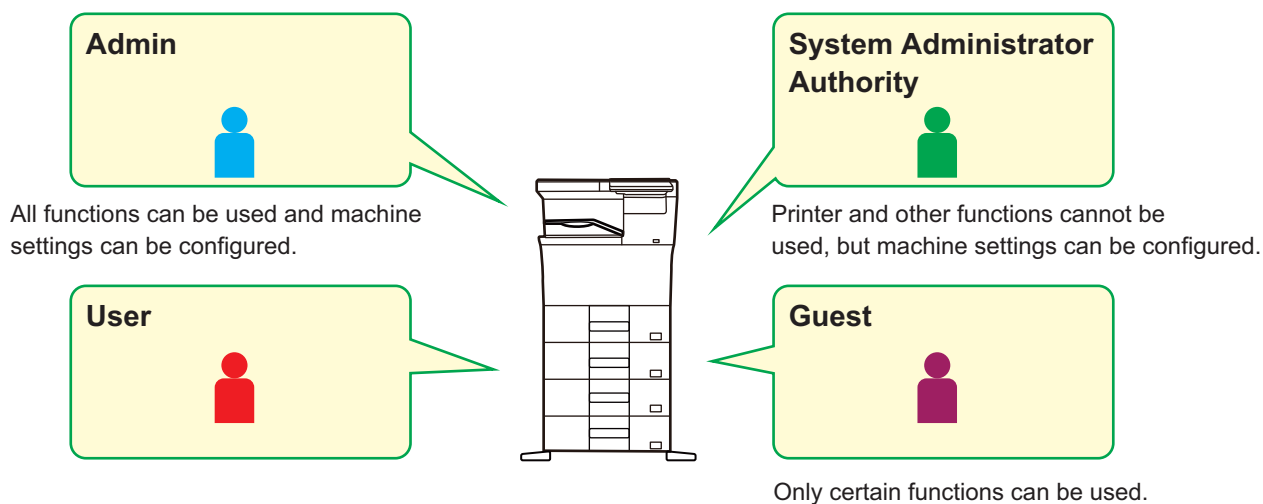 Admin
All functions can be used and machine
settings can be configured.
System Administrator
Authority
Printer and other functions cannot be
used, but machine settings can be configured.
User
Guest
Only certain functions can be used.